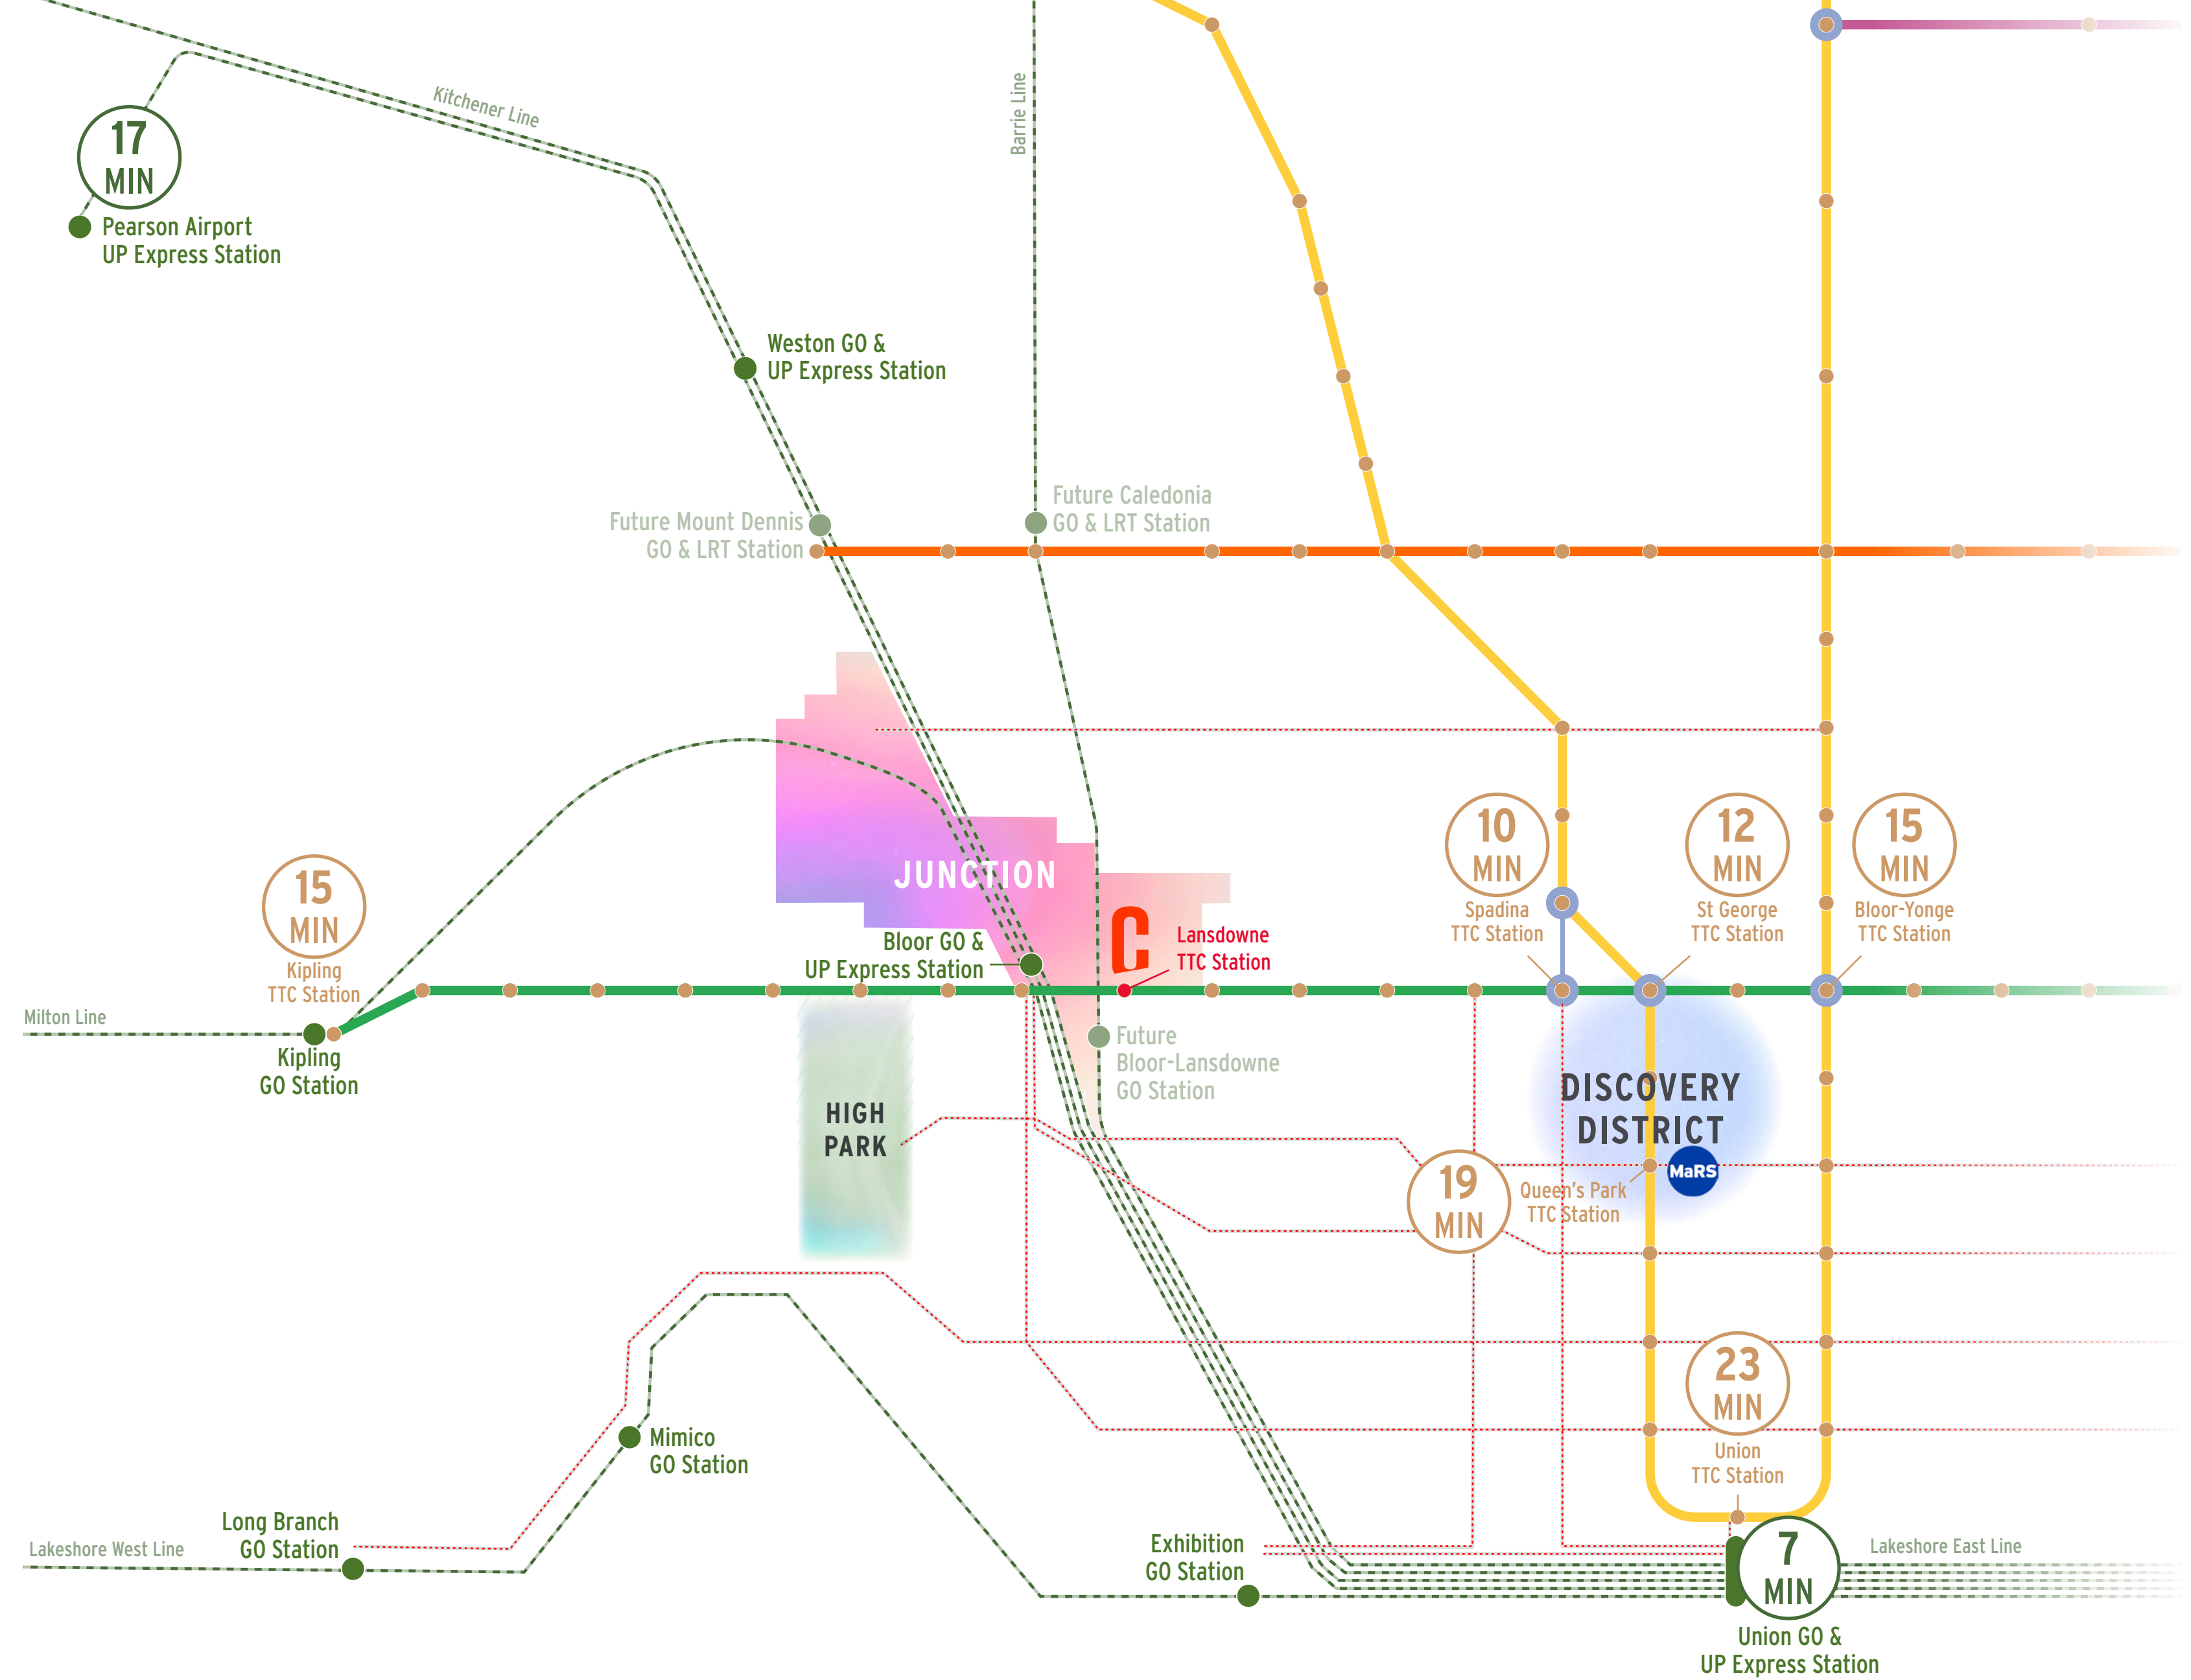 Kitchener Line
Barrie Line
17
MIN
Pearson Airport
UP Express Station
Weston GO &
UP Express Station
Future Mount Dennis
GO & LRT Station
Future Caledonia
GO & LRT Station
JUNCTION
C
Lansdowne
TTC Station
Bloor GO &
UP Express Station
10
MIN
Spadina
TTC Station
12
MIN
St George
TTC Station
15
MIN
Bloor-Yonge
TTC Station
15
MIN
Kipling
TTC Station
Milton Line
Kipling
GO Station
Future
Bloor-Lansdowne
GO Station
HIGH
PARK
DISCOVERY
DISTRICT
MaRS
19
MIN
Queen's Park
TTC Station
23
MIN
Union
TTC Station
Mimico
GO Station
Long Branch
GO Station
Lakeshore West Line
Exhibition
GO Station
7
MIN
Lakeshore East Line
Union GO &
UP Express Station